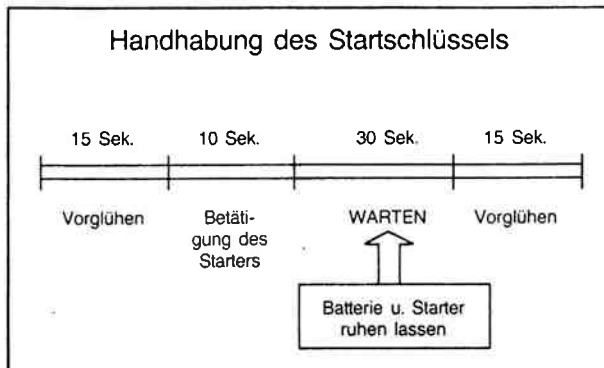 Handhabung des Startschlüssels
15 Sek. 10 Sek. 30 Sek. 15 Sek.
Vorglühen Betäti- WARTEN Vorglühen
gung des
Starters
Batterie u. Starter
ruhen lassen